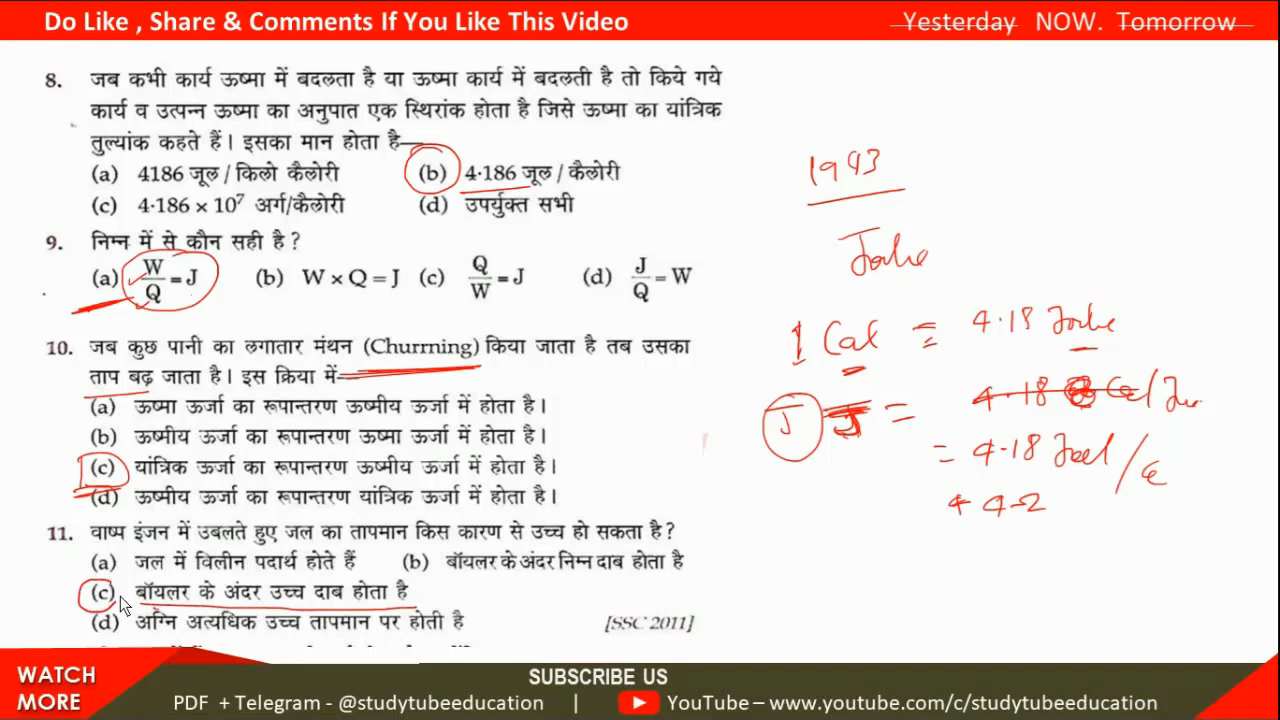 Do Like , Share & Comments If You Like This Video
Yesterday NOW. Tomorrow
8. जब कभी कार्य ऊष्मा में बदलता है या ऊष्मा कार्य में बदलती है तो किये गये
कार्य व उत्पन्न ऊष्मा का अनुपात एक स्थिरांक होता है जिसे ऊष्मा का यांत्रिक
तुल्यांक कहते हैं। इसका मान होता है—
(a) 4186 जूल / किलो कैलोरी (b) 4·186 जूल / कैलोरी
(c) 4·186 × 10⁷ अर्ग/कैलोरी (d) उपर्युक्त सभी
9. निम्न में से कौन सही है ?
(a) W/Q = J (b) W × Q = J (c) Q/W = J (d) J/Q = W
10. जब कुछ पानी का लगातार मंथन (Churrning) किया जाता है तब उसका
ताप बढ़ जाता है। इस क्रिया में—
(a) ऊष्मा ऊर्जा का रूपान्तरण ऊष्मीय ऊर्जा में होता है।
(b) ऊष्मीय ऊर्जा का रूपान्तरण ऊष्मा ऊर्जा में होता है।
(c) यांत्रिक ऊर्जा का रूपान्तरण ऊष्मीय ऊर्जा में होता है।
(d) ऊष्मीय ऊर्जा का रूपान्तरण यांत्रिक ऊर्जा में होता है।
11. वाष्प इंजन में उबलते हुए जल का तापमान किस कारण से उच्च हो सकता है ?
(a) जल में विलीन पदार्थ होते हैं (b) बॉयलर के अंदर निम्न दाब होता है
(c) बॉयलर के अंदर उच्च दाब होता है
(d) अग्नि अत्यधिक उच्च तापमान पर होती है [SSC 2011]
1 Cal = 4.18
J =
= 4.18
4.2
WATCH
MORE
SUBSCRIBE US
PDF + Telegram - @studytubeeducation | YouTube – www.youtube.com/c/studytubeeducation